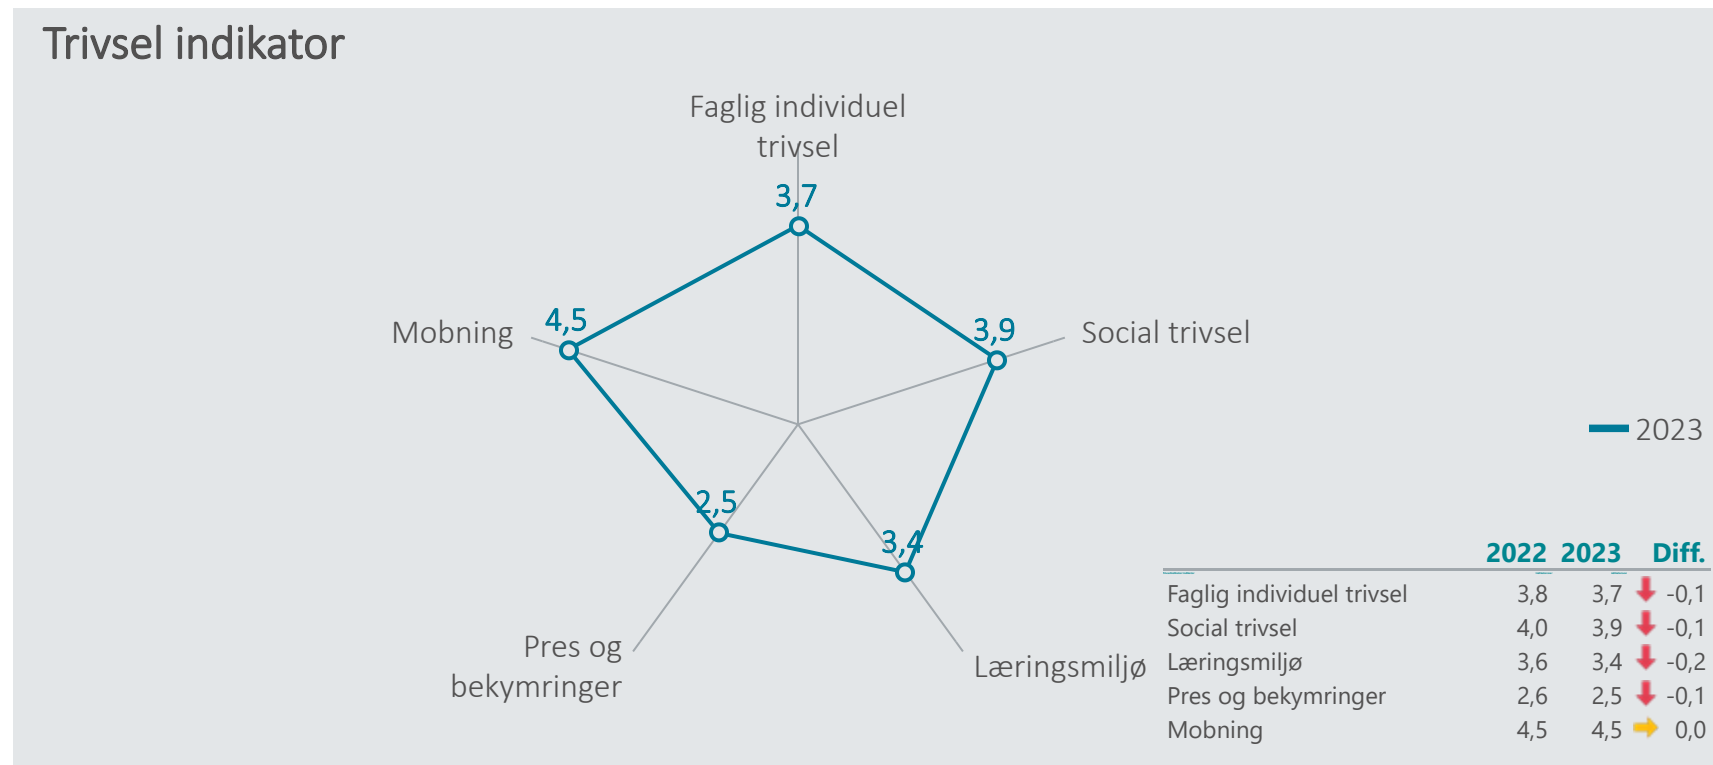 Trivsel indikator
Faglig individuel
trivsel
3,7
4,5
3,9
Mobning
Social trivsel
2023
2,5
3,4
Pres og
bekymringer
Læringsmiljø
2022 2023 Diff.
Faglig individuel trivsel 3,8 3,7 -0,1
Social trivsel 4,0 3,9 -0,1
Læringsmiljø 3,6 3,4 -0,2
Pres og bekymringer 2,6 2,5 -0,1
Mobning 4,5 4,5 0,0